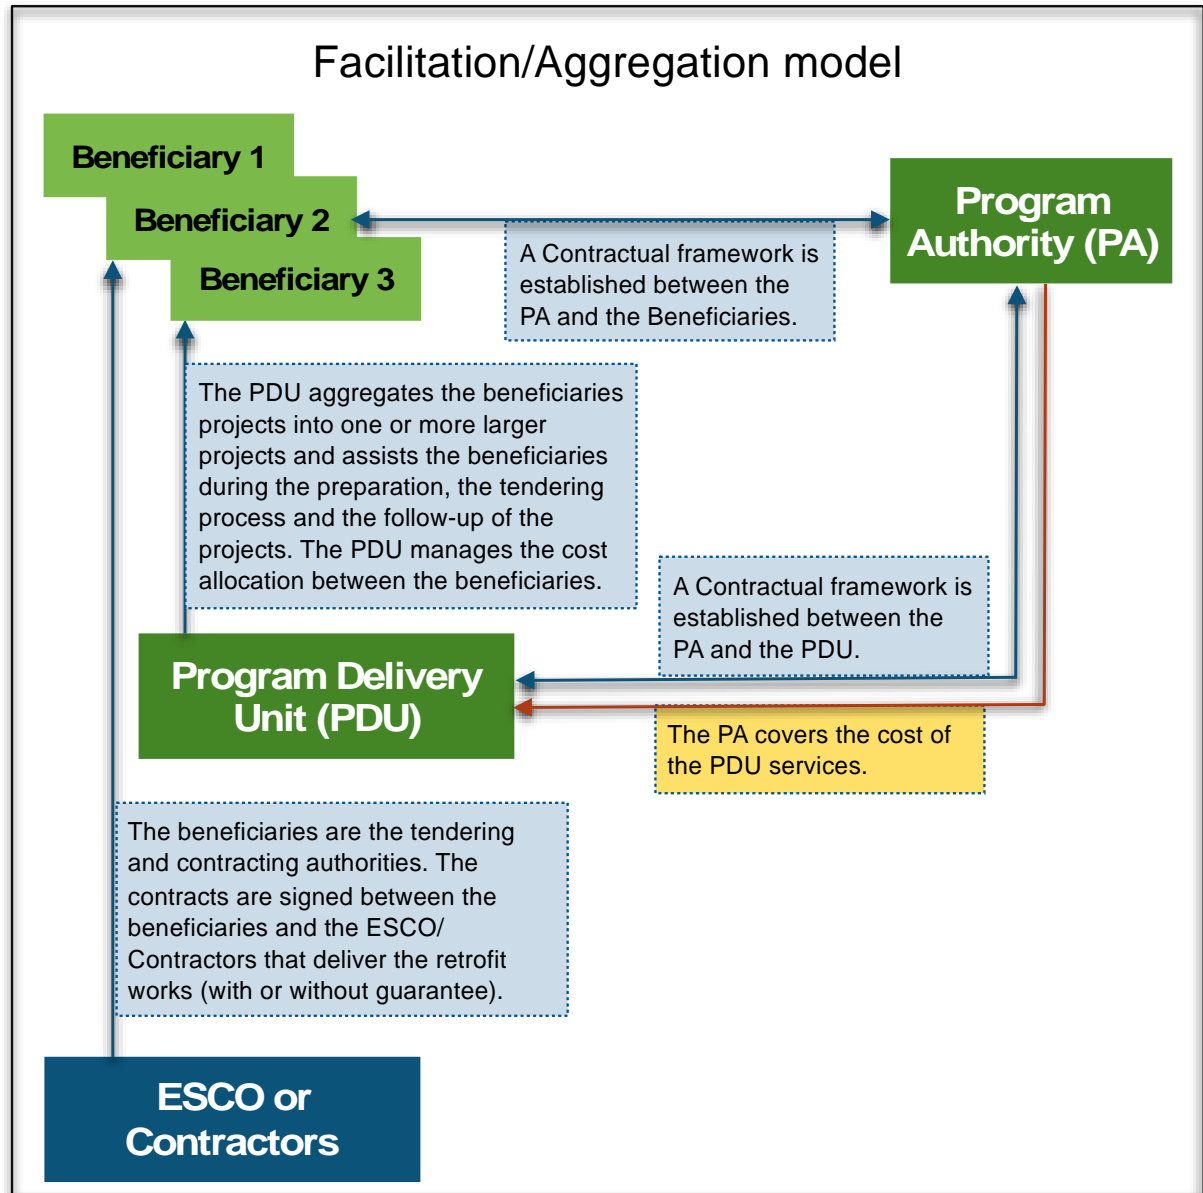 Facilitation/Aggregation model
Beneficiary 1
Beneficiary 2
Beneficiary 3
Program
Authority (PA)
A Contractual framework is
established between the
PA and the Beneficiaries.
The PDU aggregates the beneficiaries
projects into one or more larger
projects and assists the beneficiaries
during the preparation, the tendering
process and the follow-up of the
projects. The PDU manages the cost
allocation between the beneficiaries.
A Contractual framework is
established between the
PA and the PDU.
Program Delivery
Unit (PDU)
The PA covers the cost of
the PDU services.
The beneficiaries are the tendering
and contracting authorities. The
contracts are signed between the
beneficiaries and the ESCO/
Contractors that deliver the retrofit
works (with or without guarantee).
ESCO or
Contractors